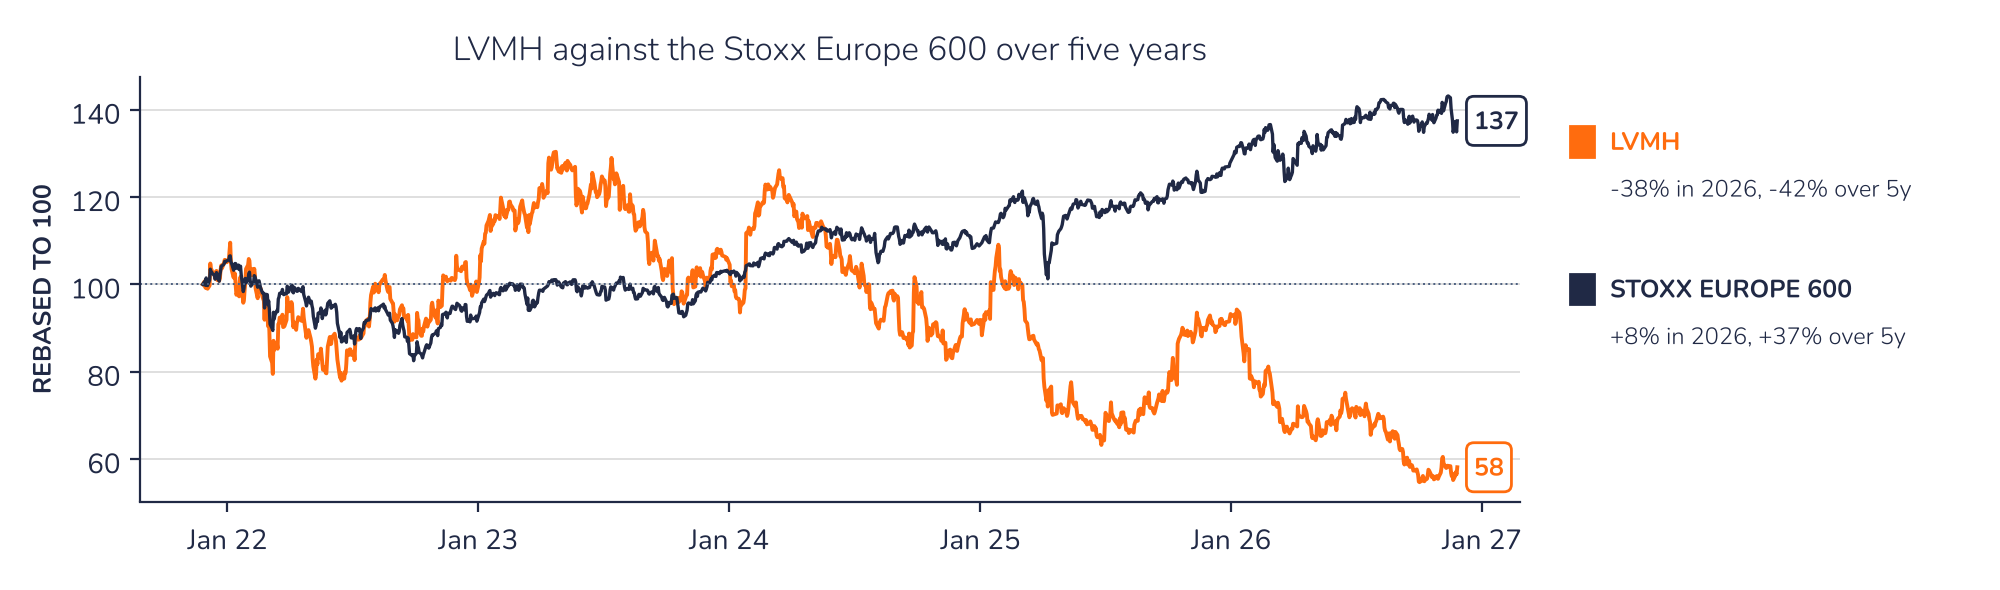 LVMH against the Stoxx Europe 600 over five years
REBASED TO 100
140
120
100
80
60
137
58
Jan 22
Jan 23
Jan 24
Jan 25
Jan 26
Jan 27
LVMH
-38% in 2026, -42% over 5y
STOXX EUROPE 600
+8% in 2026, +37% over 5y